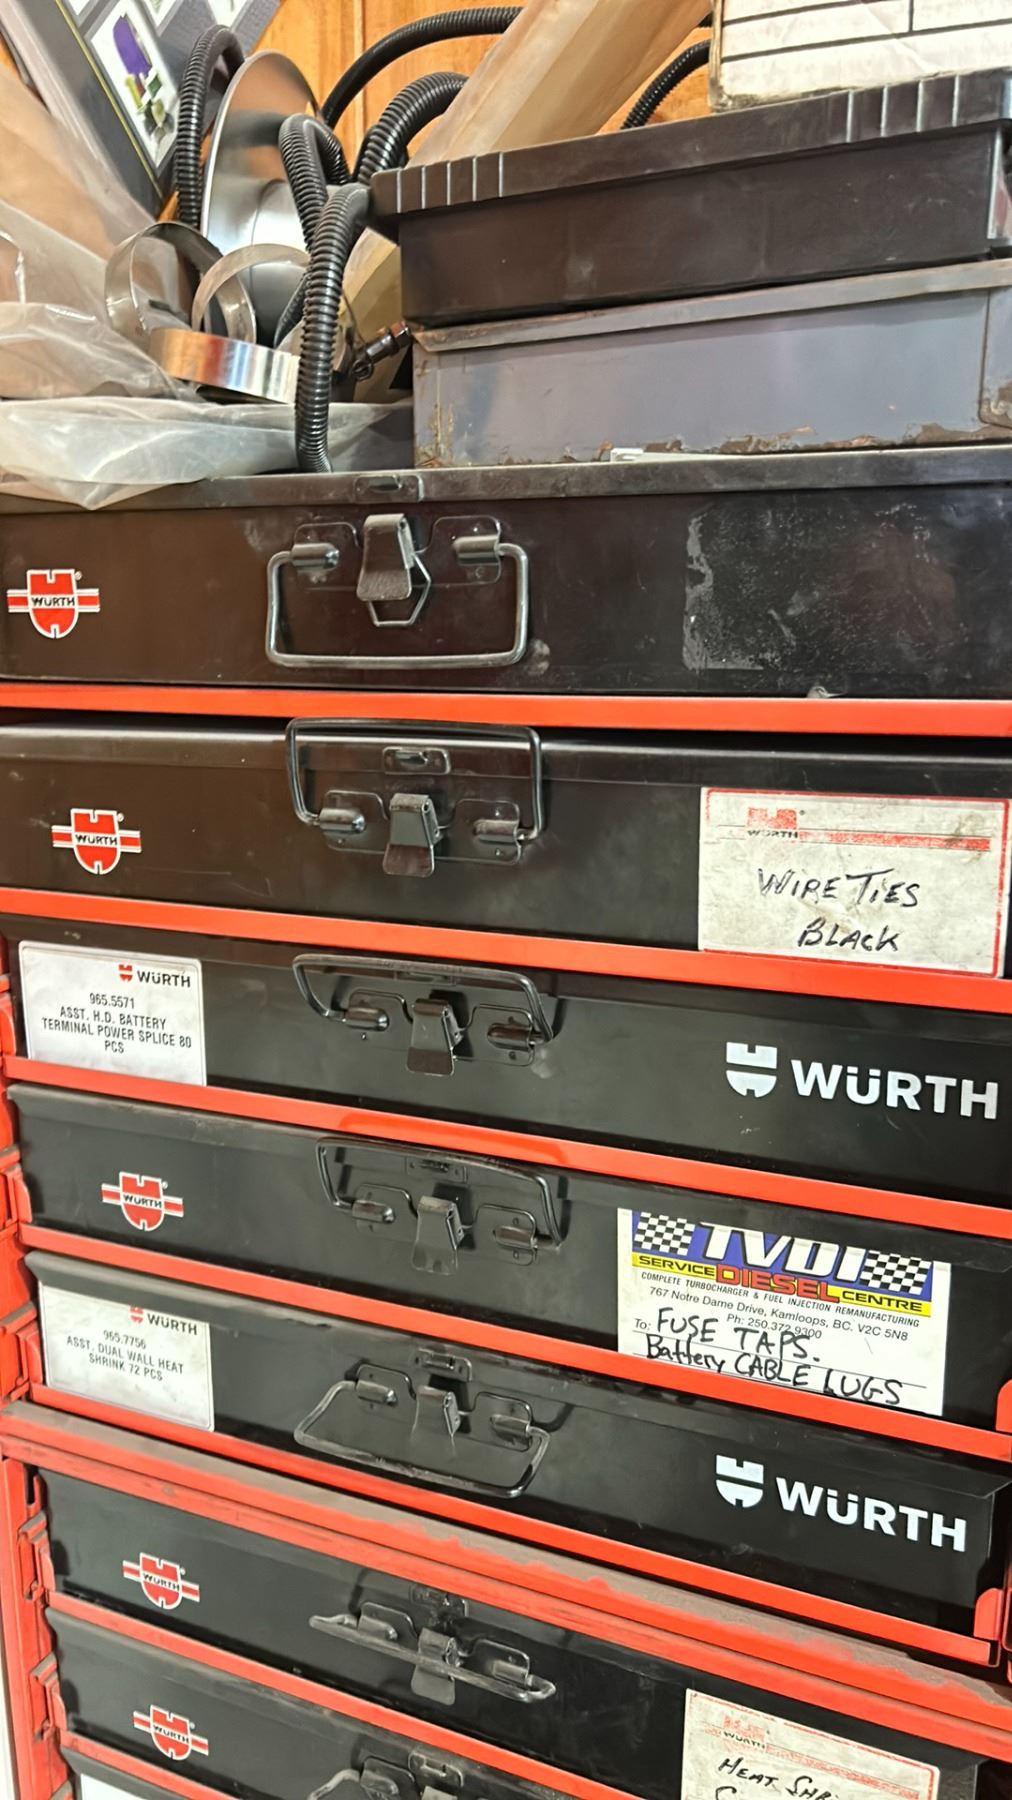 WÜRTH
WÜRTH
WÜRTH
WIRE TIES
BLACK
WÜRTH
965.5571
ASST. H.D. BATTERY
TERMINAL POWER SPLICE 80
PCS
WÜRTH
WÜRTH
TVDI
SERVICE DIESEL CENTRE
COMPLETE TURBOCHARGER & FUEL INJECTION REMANUFACTURING
767 Notre Dame Drive, Kamloops, BC. V2C 5N8
Ph: 250.372.9300
To: FUSE TAPS.
Battery CABLE LUGS
WÜRTH
965.7756
ASST. DUAL WALL HEAT
SHRINK 72 PCS
WÜRTH
WÜRTH
WÜRTH
WÜRTH
HEAT